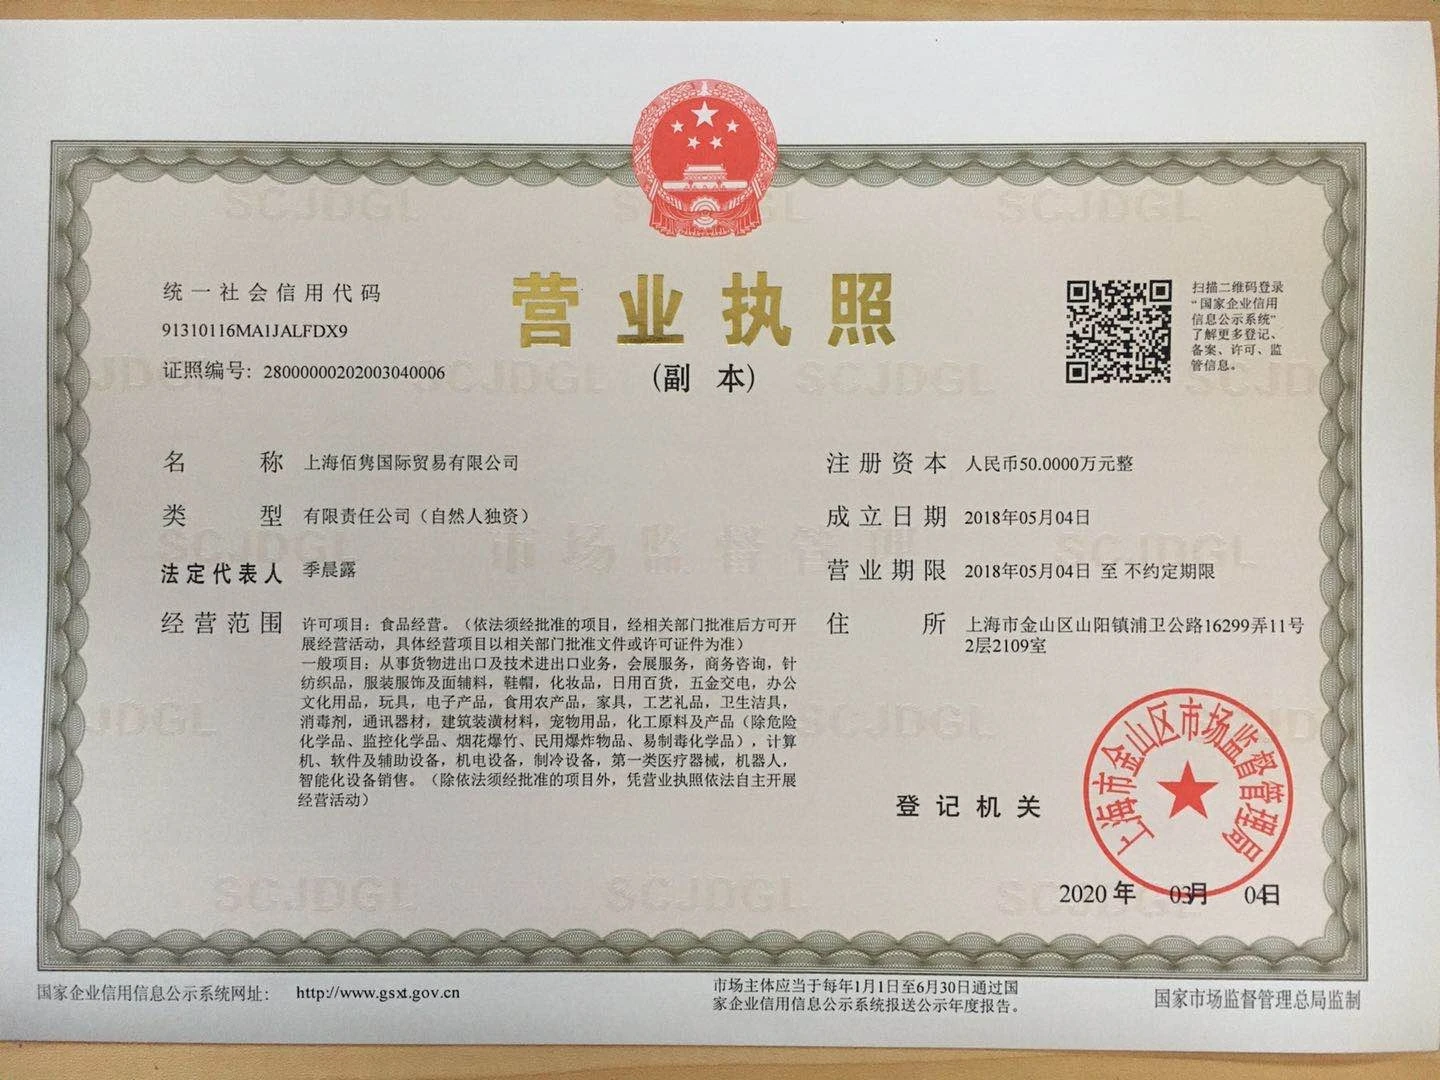 营业执照
（副 本）
统一社会信用代码
91310116MA1JALFDX9
证照编号：28000000202003040006
扫描二维码登录
“国家企业信用
信息公示系统”
了解更多登记、
备案、许可、监
管信息。
名 称 上海佰隽国际贸易有限公司
类 型 有限责任公司（自然人独资）
法定代表人 季晨露
经营范围 许可项目：食品经营。（依法须经批准的项目，经相关部门批准后方可开
展经营活动，具体经营项目以相关部门批准文件或许可证件为准）
一般项目：从事货物进出口及技术进出口业务，会展服务，商务咨询，针
纺织品，服装服饰及面辅料，鞋帽，化妆品，日用百货，五金交电，办公
文化用品，玩具，电子产品，食用农产品，家具，工艺礼品，卫生洁具，
消毒剂，通讯器材，建筑装潢材料，宠物用品，化工原料及产品（除危险
化学品、监控化学品、烟花爆竹、民用爆炸物品、易制毒化学品），计算
机、软件及辅助设备，机电设备，制冷设备，第一类医疗器械，机器人，
智能化设备销售。（除依法须经批准的项目外，凭营业执照依法自主开展
经营活动）
注册资本 人民币50.0000万元整
成立日期 2018年05月04日
营业期限 2018年05月04日 至 不约定期限
住 所 上海市金山区山阳镇浦卫公路16299弄11号
2层2109室
登记机关
上海市金山区市场监督管理局
2020 年 03月 04日
国家企业信用信息公示系统网址： http://www.gsxt.gov.cn
市场主体应当于每年1月1日至6月30日通过国
家企业信用信息公示系统报送公示年度报告。
国家市场监督管理总局监制
SCJDGL
市场监督管理